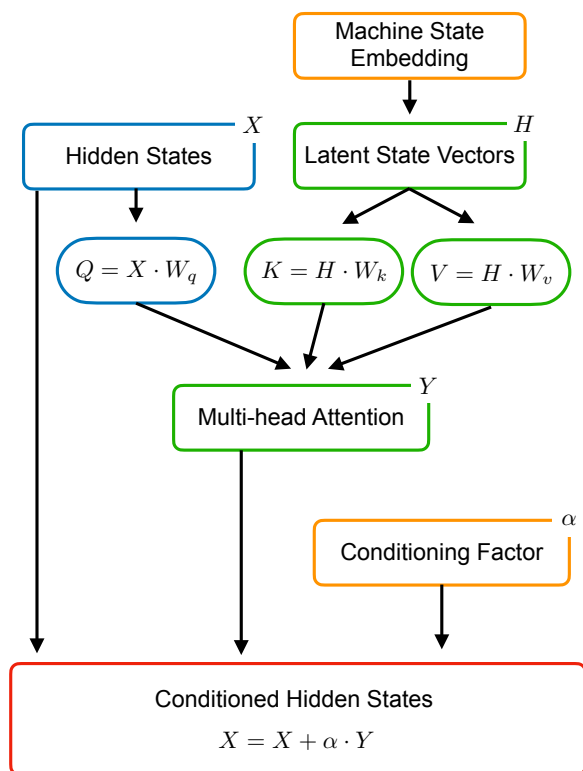 Machine State
Embedding
X
Hidden States
H
Latent State Vectors
Q = X · W_q
K = H · W_k
V = H · W_v
Y
Multi-head Attention
α
Conditioning Factor
Conditioned Hidden States
X = X + α · Y